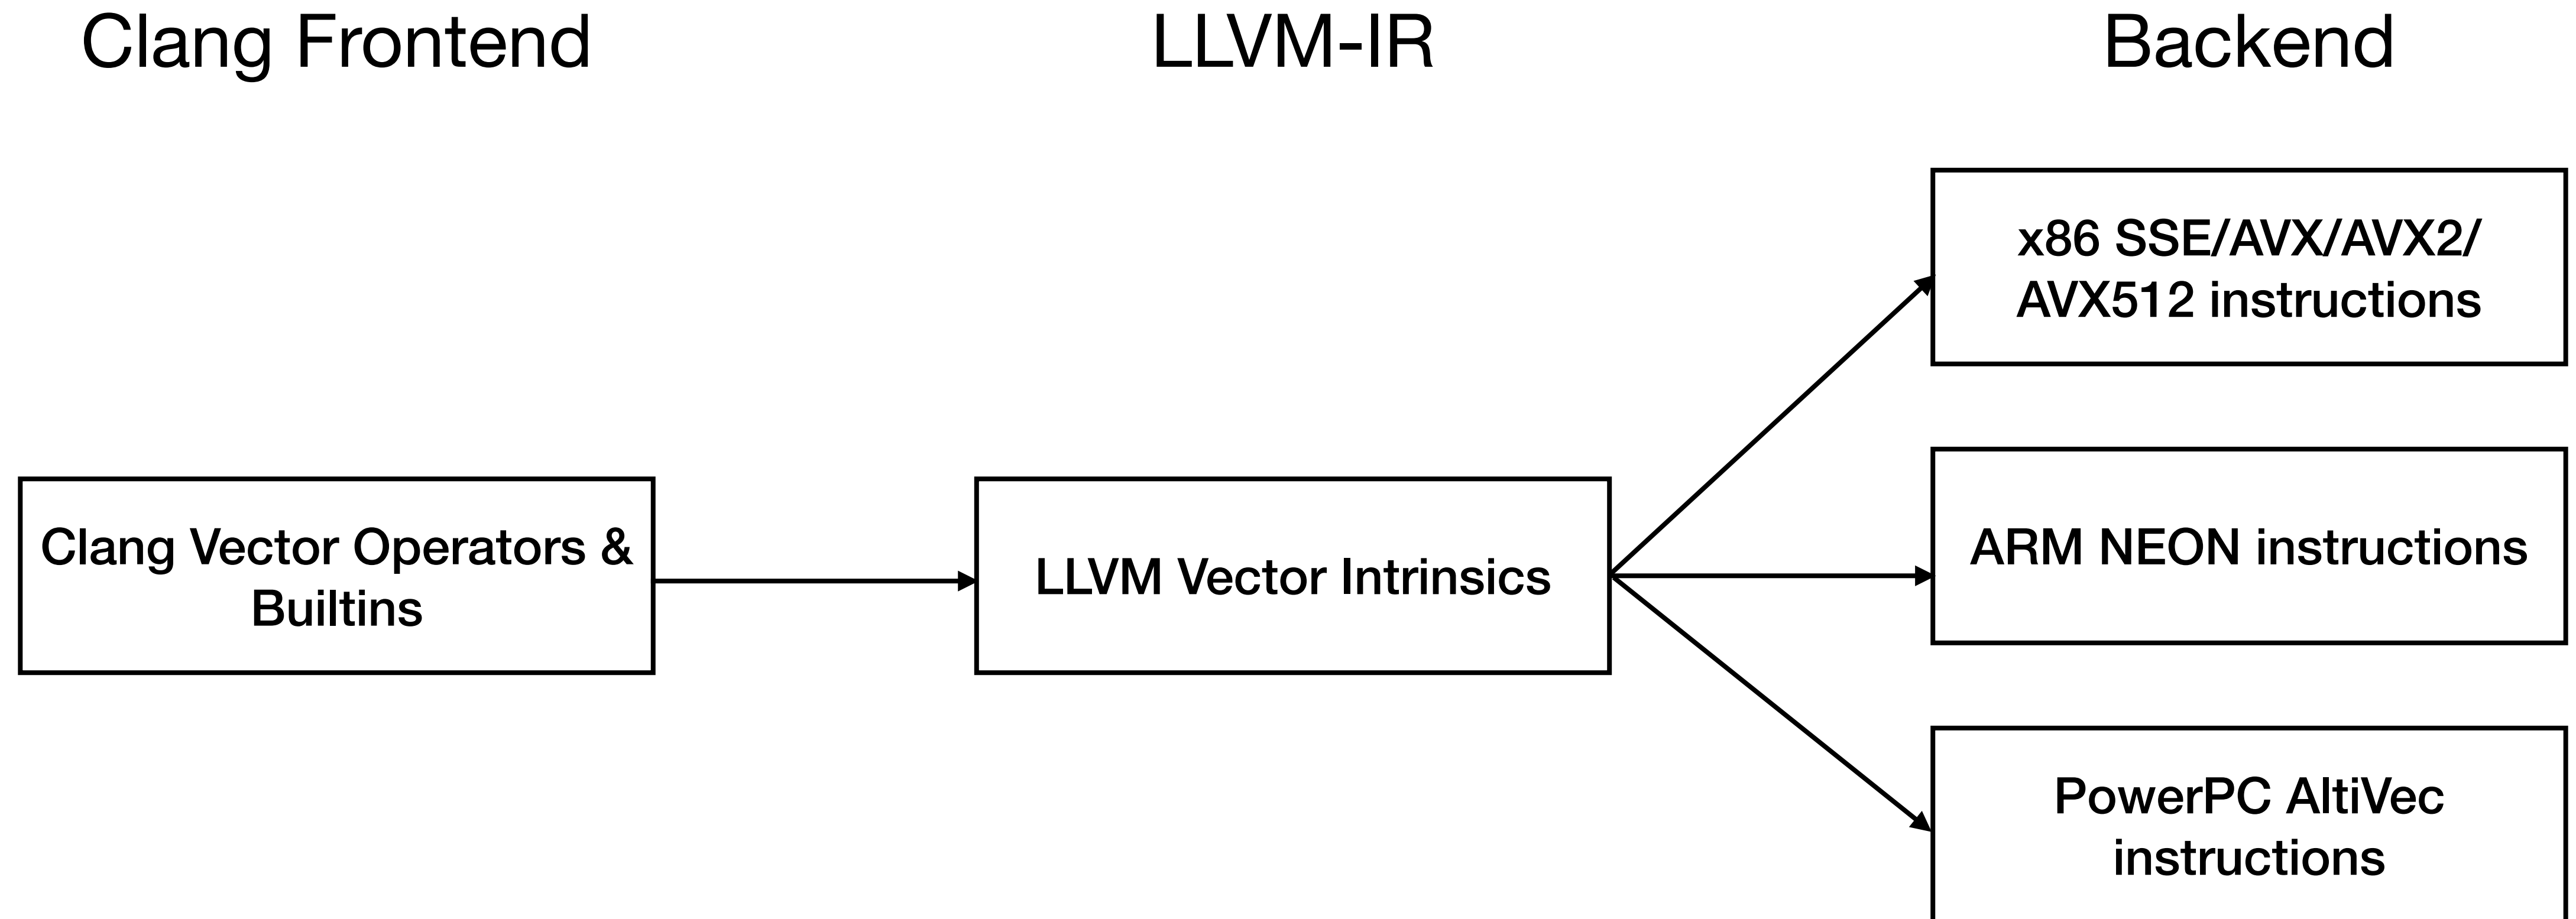 Clang Frontend
LLVM-IR
Backend
Clang Vector Operators &
Builtins
LLVM Vector Intrinsics
x86 SSE/AVX/AVX2/
AVX512 instructions
ARM NEON instructions
PowerPC AltiVec
instructions